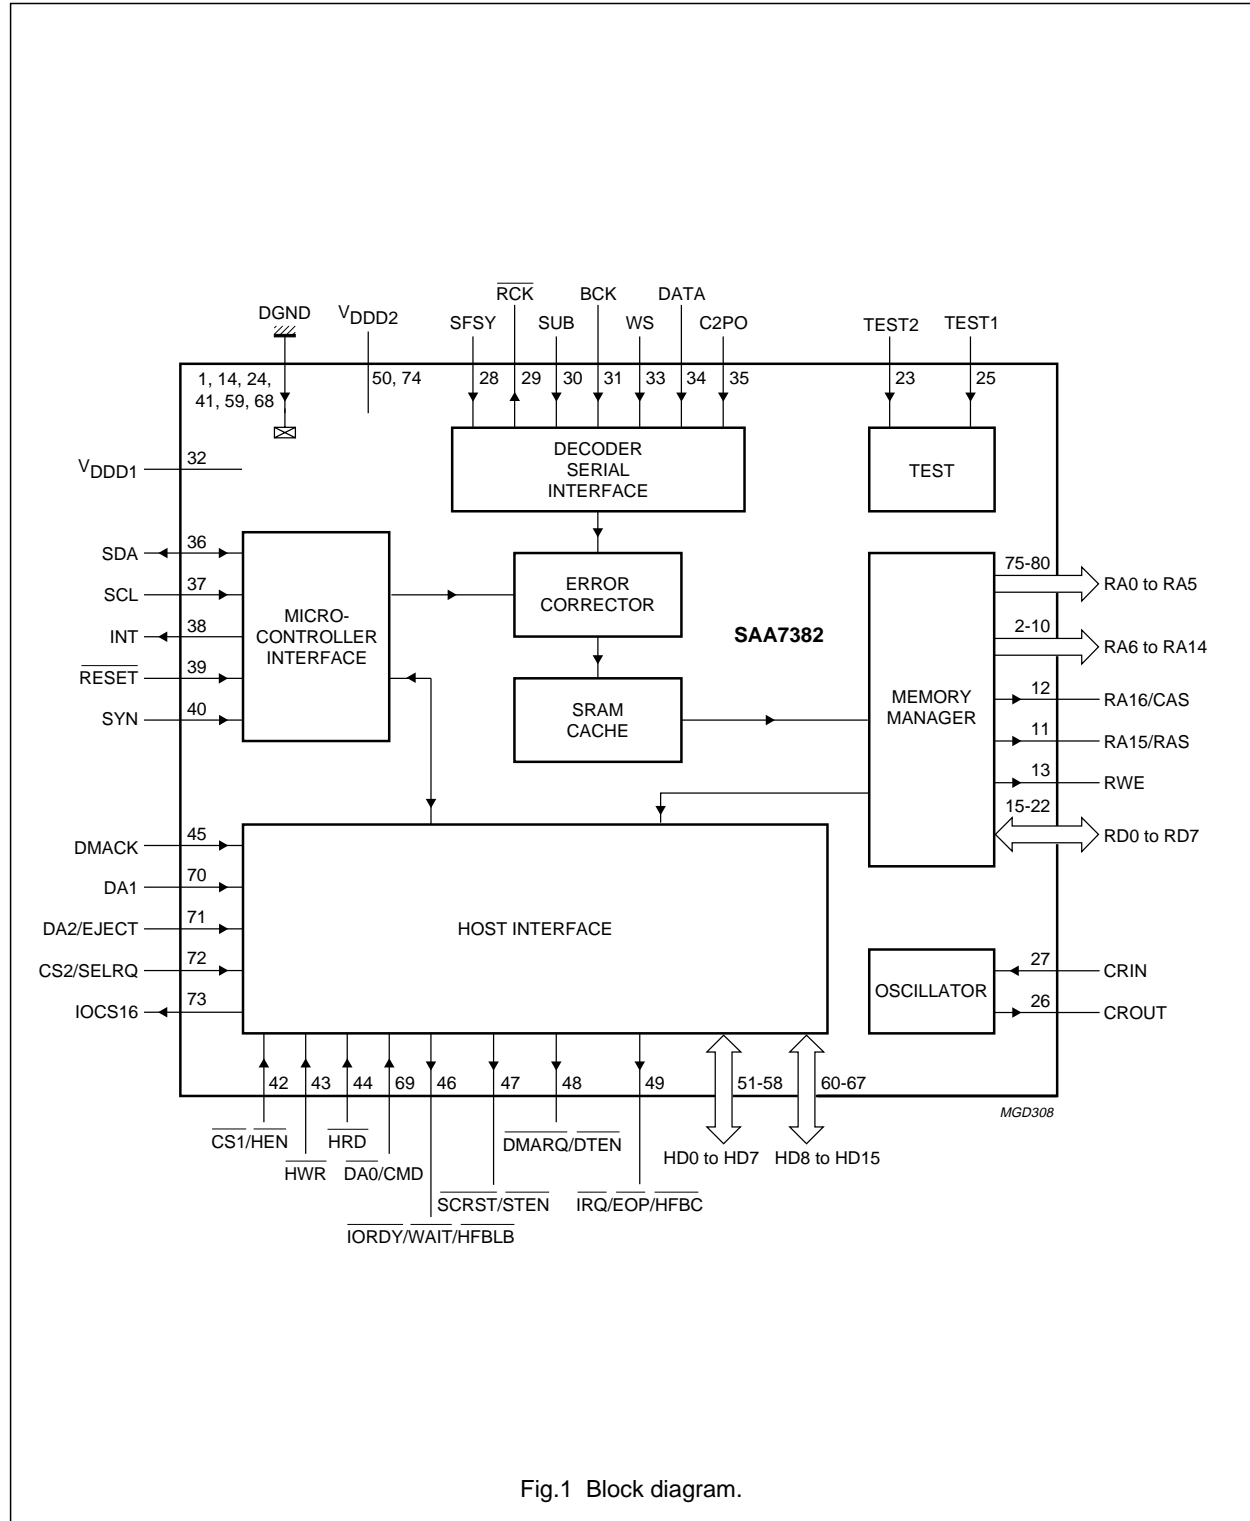 RCK BCK DATA
DGND VDDD2 SFSY SUB WS C2PO TEST2 TEST1
1, 14, 24,
41, 59, 68
50, 74 28 29 30 31 33 34 35 23 25
DECODER
SERIAL
INTERFACE
TEST
VDDD1 32
SDA 36
SCL 37
INT 38
RESET 39
SYN 40
MICRO-
CONTROLLER
INTERFACE
ERROR
CORRECTOR
SAA7382
SRAM
CACHE
MEMORY
MANAGER
75-80 RA0 to RA5
2-10 RA6 to RA14
12 RA16/CAS
11 RA15/RAS
13 RWE
15-22 RD0 to RD7
DMACK 45
DA1 70
DA2/EJECT 71
CS2/SELRQ 72
IOCS16 73
HOST INTERFACE
OSCILLATOR
27 CRIN
26 CROUT
42 43 44 69 46 47 48 49 51-58 60-67
MGD308
CS1/HEN HRD DMARQ/DTEN
HWR DA0/CMD HD0 to HD7 HD8 to HD15
SCRST/STEN IRQ/EOP/HFBC
IORDY/WAIT/HFBLB
Fig.1 Block diagram.